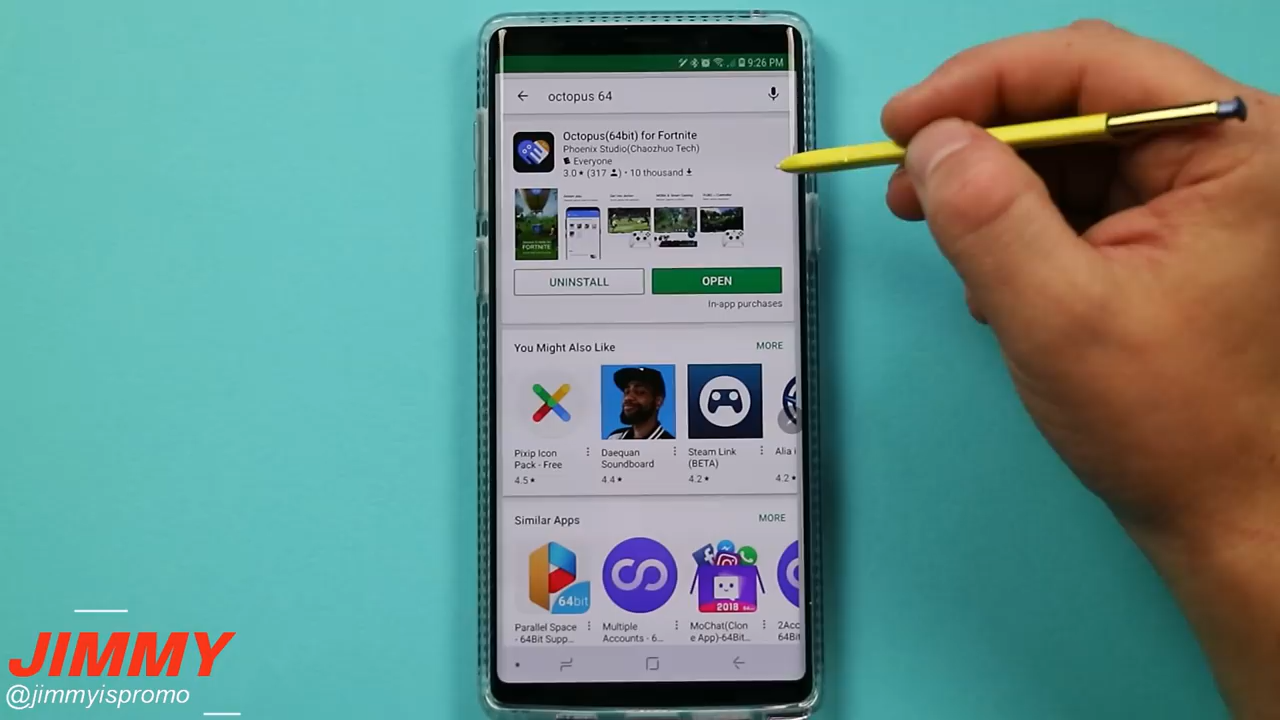 9:26 PM
octopus 64
Octopus(64bit) for Fortnite
Phoenix Studio(Chaozhuo Tech)
Everyone
3.0★ (317) • 10 thousand
FORTNITE
UNINSTALL
OPEN
In-app purchases
You Might Also Like
MORE
Pixip Icon
Pack - Free
4.5★
Daequan
Soundboard
4.4★
Steam Link
(BETA)
4.2★
Alia i
4.2★
Similar Apps
MORE
64bit
2018
Parallel Space
- 64Bit Supp...
Multiple
Accounts - 6...
MoChat(Clon
e App)-64Bit...
2Acc
64Bi
JIMMY
@jimmyispromo